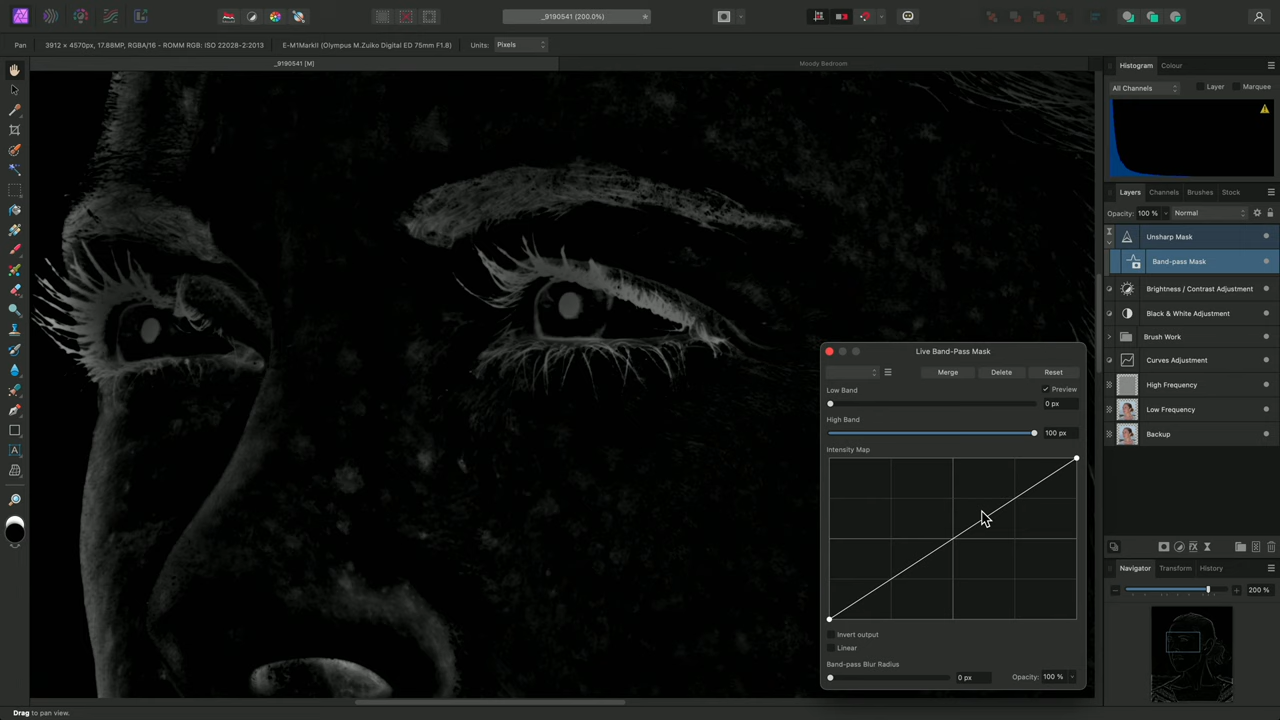 _9190541 (200.0%)
Pan
3912 × 4570px, 17.88MP, RGBA/16 - ROMM RGB: ISO 22028-2:2013
E-M1MarkII (Olympus M.Zuiko Digital ED 75mm F1.8)
Units:
Pixels
_9190541 [M]
Moody Bedroom
Histogram
Colour
All Channels
Layer
Marquee
Layers
Channels
Brushes
Stock
Opacity:
100 %
Normal
Unsharp Mask
Band-pass Mask
Brightness / Contrast Adjustment
Black & White Adjustment
Brush Work
Curves Adjustment
High Frequency
Low Frequency
Backup
Live Band-Pass Mask
Merge
Delete
Reset
Preview
Low Band
0 px
High Band
100 px
Intensity Map
Invert output
Linear
Band-pass Blur Radius
0 px
Opacity:
100 %
Navigator
Transform
History
200 %
Drag to pan view.